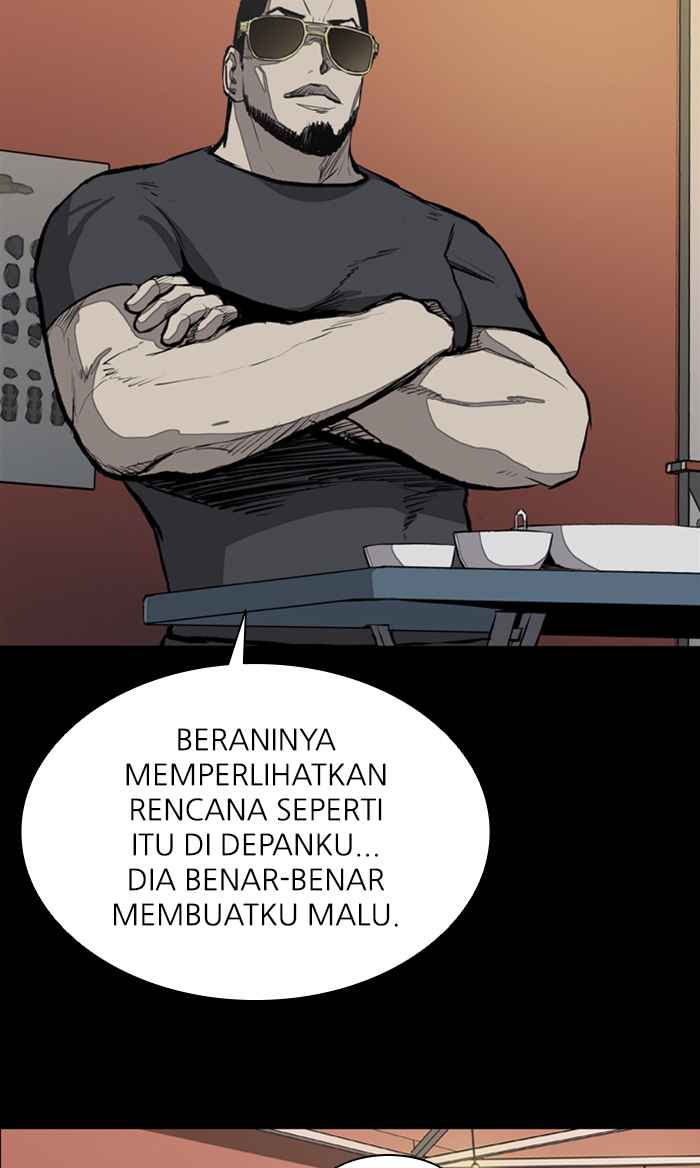 BERANINYA
MEMPERLIHATKAN
RENCANA SEPERTI
ITU DI DEPANKU...
DIA BENAR-BENAR
MEMBUATKU MALU.